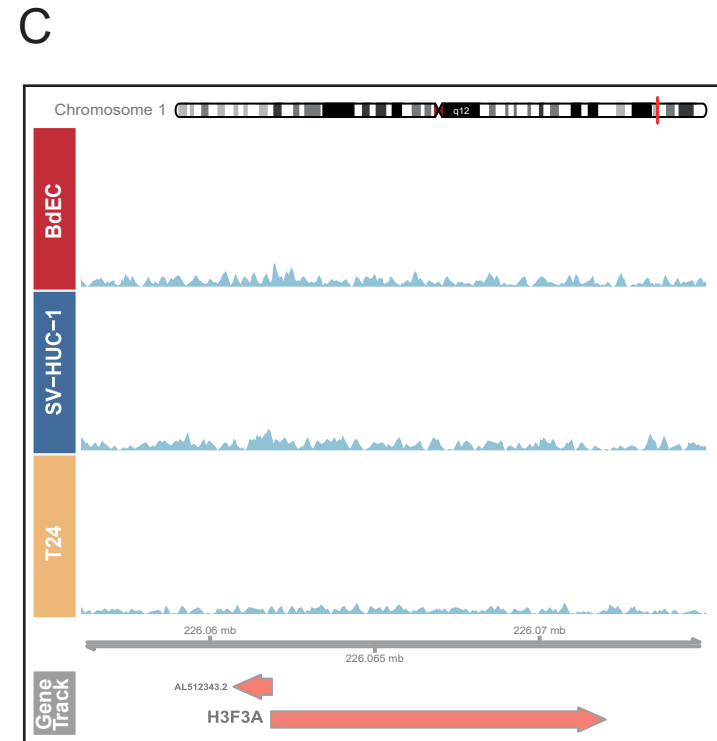 C
Chromosome 1
q12
BdEC
SV−HUC−1
T24
226.06 mb
226.07 mb
226.065 mb
Gene
Track
AL512343.2
H3F3A